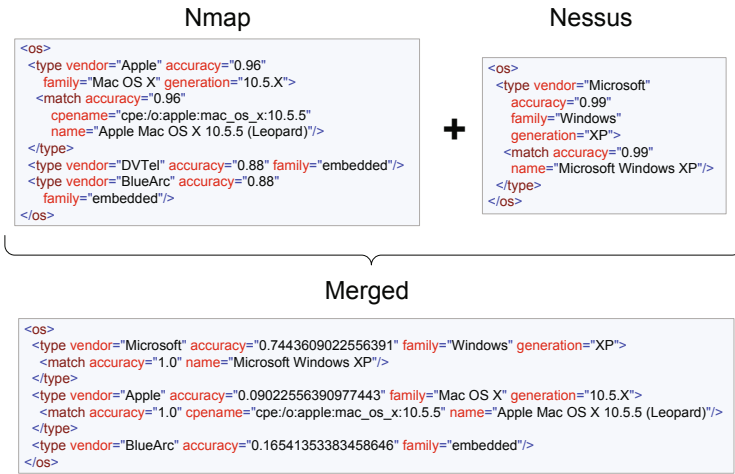 Nmap
Nessus
<os>
<type vendor="Apple" accuracy="0.96"
family="Mac OS X" generation="10.5.X">
<match accuracy="0.96"
cpename="cpe:/o:apple:mac_os_x:10.5.5"
name="Apple Mac OS X 10.5.5 (Leopard)"/>
</type>
<type vendor="DVTel" accuracy="0.88" family="embedded"/>
<type vendor="BlueArc" accuracy="0.88"
family="embedded"/>
</os>
+
<os>
<type vendor="Microsoft"
accuracy="0.99"
family="Windows"
generation="XP">
<match accuracy="0.99"
name="Microsoft Windows XP"/>
</type>
</os>
Merged
<os>
<type vendor="Microsoft" accuracy="0.7443609022556391" family="Windows" generation="XP">
<match accuracy="1.0" name="Microsoft Windows XP"/>
</type>
<type vendor="Apple" accuracy="0.09022556390977443" family="Mac OS X" generation="10.5.X">
<match accuracy="1.0" cpename="cpe:/o:apple:mac_os_x:10.5.5" name="Apple Mac OS X 10.5.5 (Leopard)"/>
</type>
<type vendor="BlueArc" accuracy="0.16541353383458646" family="embedded"/>
</os>